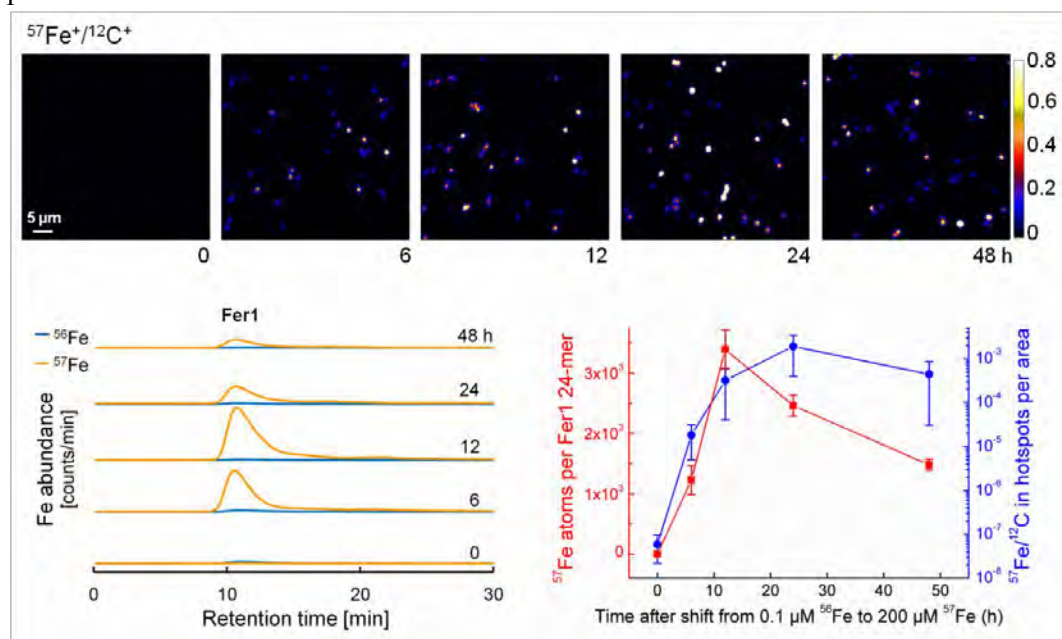 ⁵⁷Fe⁺/¹²C⁺
0.8
0.6
0.4
0.2
0
5 µm
0 6 12 24 48 h
Fer1
⁵⁶Fe
⁵⁷Fe
48 h
24
12
6
0
Fe abundance
[counts/min]
0 10 20 30
Retention time [min]
⁵⁷Fe atoms per Fer1 24-mer
3x10³
2x10³
1x10³
0
10⁻³
10⁻⁴
10⁻⁵
10⁻⁶
10⁻⁷
10⁻⁸
⁵⁷Fe/¹²C in hotspots per area
0 10 20 30 40 50
Time after shift from 0.1 µM ⁵⁶Fe to 200 µM ⁵⁷Fe (h)